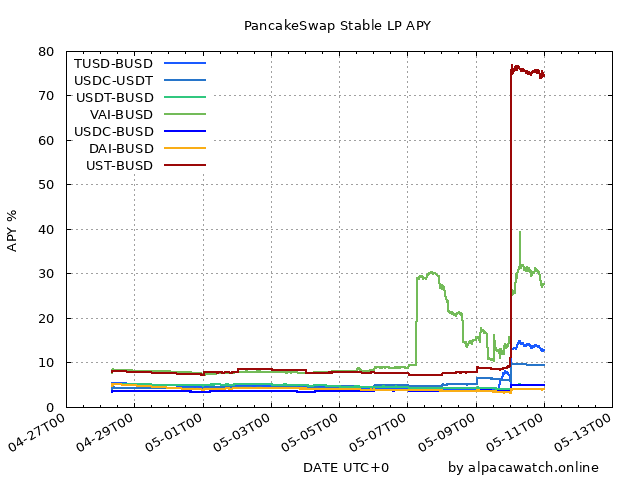 PancakeSwap Stable LP APY
80
70
60
50
40
30
20
10
0
APY %
TUSD-BUSD
USDC-USDT
USDT-BUSD
VAI-BUSD
USDC-BUSD
DAI-BUSD
UST-BUSD
04-27T00
04-29T00
05-01T00
05-03T00
05-05T00
05-07T00
05-09T00
05-11T00
05-13T00
DATE UTC+0
by alpacawatch.online